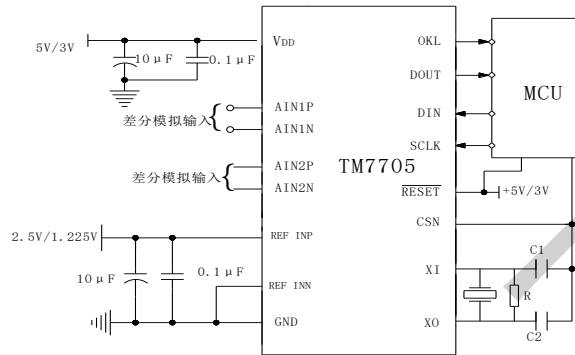 5V/3V
10μF
0.1μF
VDD
差分模拟输入
AIN1P
AIN1N
差分模拟输入
AIN2P
AIN2N
2.5V/1.225V
REF INP
10μF
0.1μF
REF INN
GND
TM7705
OKL
DOUT
DIN
SCLK
RESET
CSN
XI
XO
MCU
+5V/3V
C1
R
C2